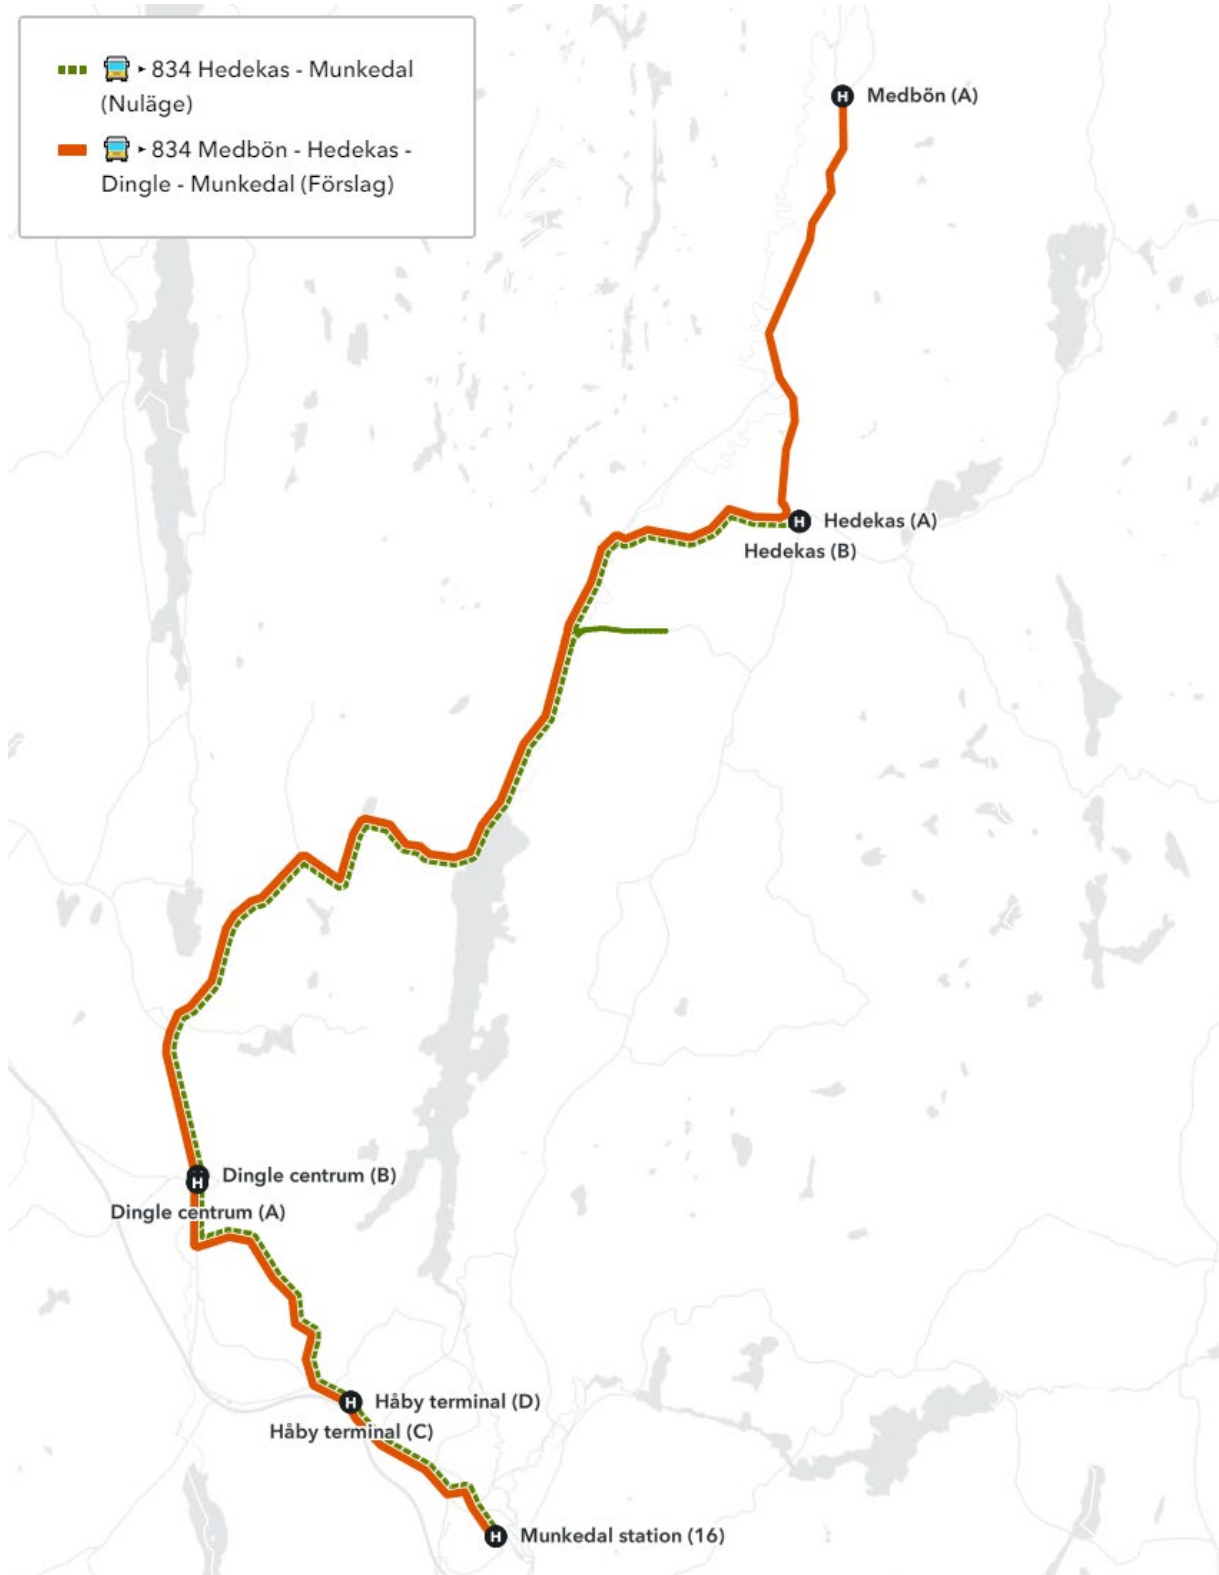 ▸ 834 Hedekas - Munkedal
(Nuläge)
▸ 834 Medbön - Hedekas -
Dingle - Munkedal (Förslag)
H Medbön (A)
H Hedekas (A)
Hedekas (B)
H Dingle centrum (B)
Dingle centrum (A)
H Håby terminal (D)
Håby terminal (C)
H Munkedal station (16)